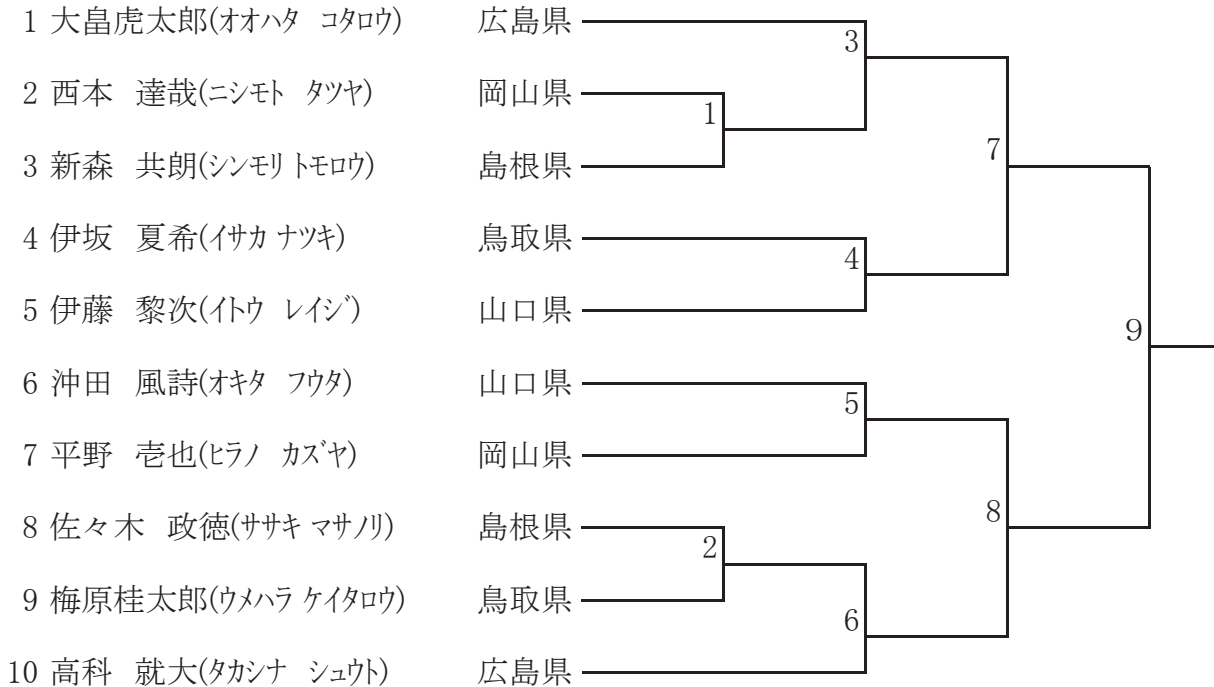 1 大畠虎太郎(オオハタ コタロウ) 広島県
3
2 西本 達哉(ニシモト タツヤ) 岡山県
1
3 新森 共朗(シンモリ トモロウ) 島根県
7
4 伊坂 夏希(イサカ ナツキ) 鳥取県
4
5 伊藤 黎次(イトウ レイジ) 山口県
9
6 沖田 風詩(オキタ フウタ) 山口県
5
7 平野 壱也(ヒラノ カズヤ) 岡山県
8
8 佐々木 政徳(ササキ マサノリ) 島根県
2
9 梅原桂太郎(ウメハラ ケイタロウ) 鳥取県
6
10 高科 就大(タカシナ シュウト) 広島県